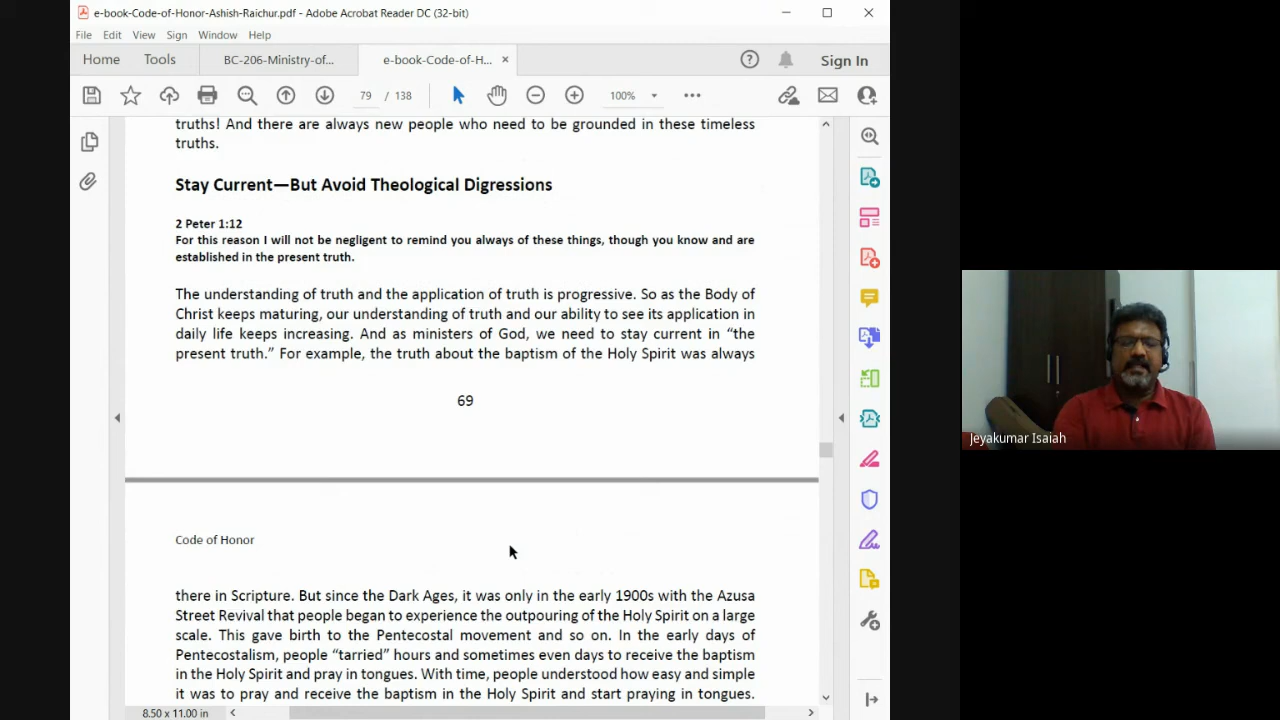 e-book-Code-of-Honor-Ashish-Raichur.pdf - Adobe Acrobat Reader DC (32-bit)
File Edit View Sign Window Help
Home Tools BC-206-Ministry-of... e-book-Code-of-H... × Sign In
79 / 138 100%
truths! And there are always new people who need to be grounded in these timeless
truths.
Stay Current—But Avoid Theological Digressions
2 Peter 1:12
For this reason I will not be negligent to remind you always of these things, though you know and are
established in the present truth.
The understanding of truth and the application of truth is progressive. So as the Body of
Christ keeps maturing, our understanding of truth and our ability to see its application in
daily life keeps increasing. And as ministers of God, we need to stay current in “the
present truth.” For example, the truth about the baptism of the Holy Spirit was always
69
Code of Honor
there in Scripture. But since the Dark Ages, it was only in the early 1900s with the Azusa
Street Revival that people began to experience the outpouring of the Holy Spirit on a large
scale. This gave birth to the Pentecostal movement and so on. In the early days of
Pentecostalism, people “tarried” hours and sometimes even days to receive the baptism
in the Holy Spirit and pray in tongues. With time, people understood how easy and simple
it was to pray and receive the baptism in the Holy Spirit and start praying in tongues.
8.50 x 11.00 in
Jeyakumar Isaiah